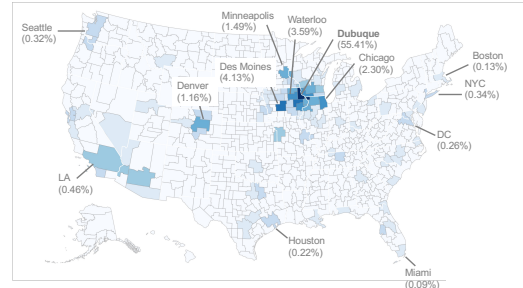 Minneapolis
(1.49%)
Waterloo
(3.59%)
Dubuque
(55.41%)
Seattle
(0.32%)
Chicago
(2.30%)
Des Moines
(4.13%)
Boston
(0.13%)
Denver
(1.16%)
NYC
(0.34%)
DC
(0.26%)
LA
(0.46%)
Houston
(0.22%)
Miami
(0.09%)